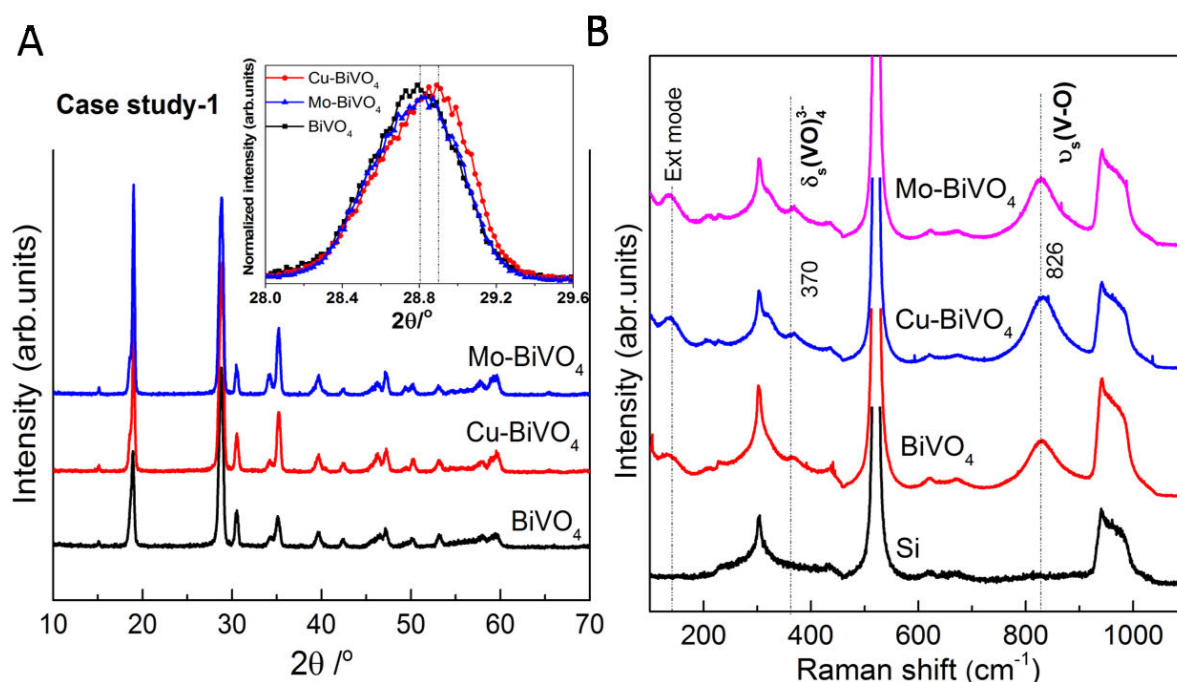 A
Case study-1
Normalized intensity (arb.units)
Cu-BiVO4
Mo-BiVO4
BiVO4
28.0 28.4 28.8 29.2 29.6
2θ/º
Intensity (arb.units)
Mo-BiVO4
Cu-BiVO4
BiVO4
10 20 30 40 50 60 70
2θ /º
B
Intensity (abr.units)
Ext mode
δs(VO)4 3-
υs(V-O)
Mo-BiVO4
370
826
Cu-BiVO4
BiVO4
Si
200 400 600 800 1000
Raman shift (cm-1)